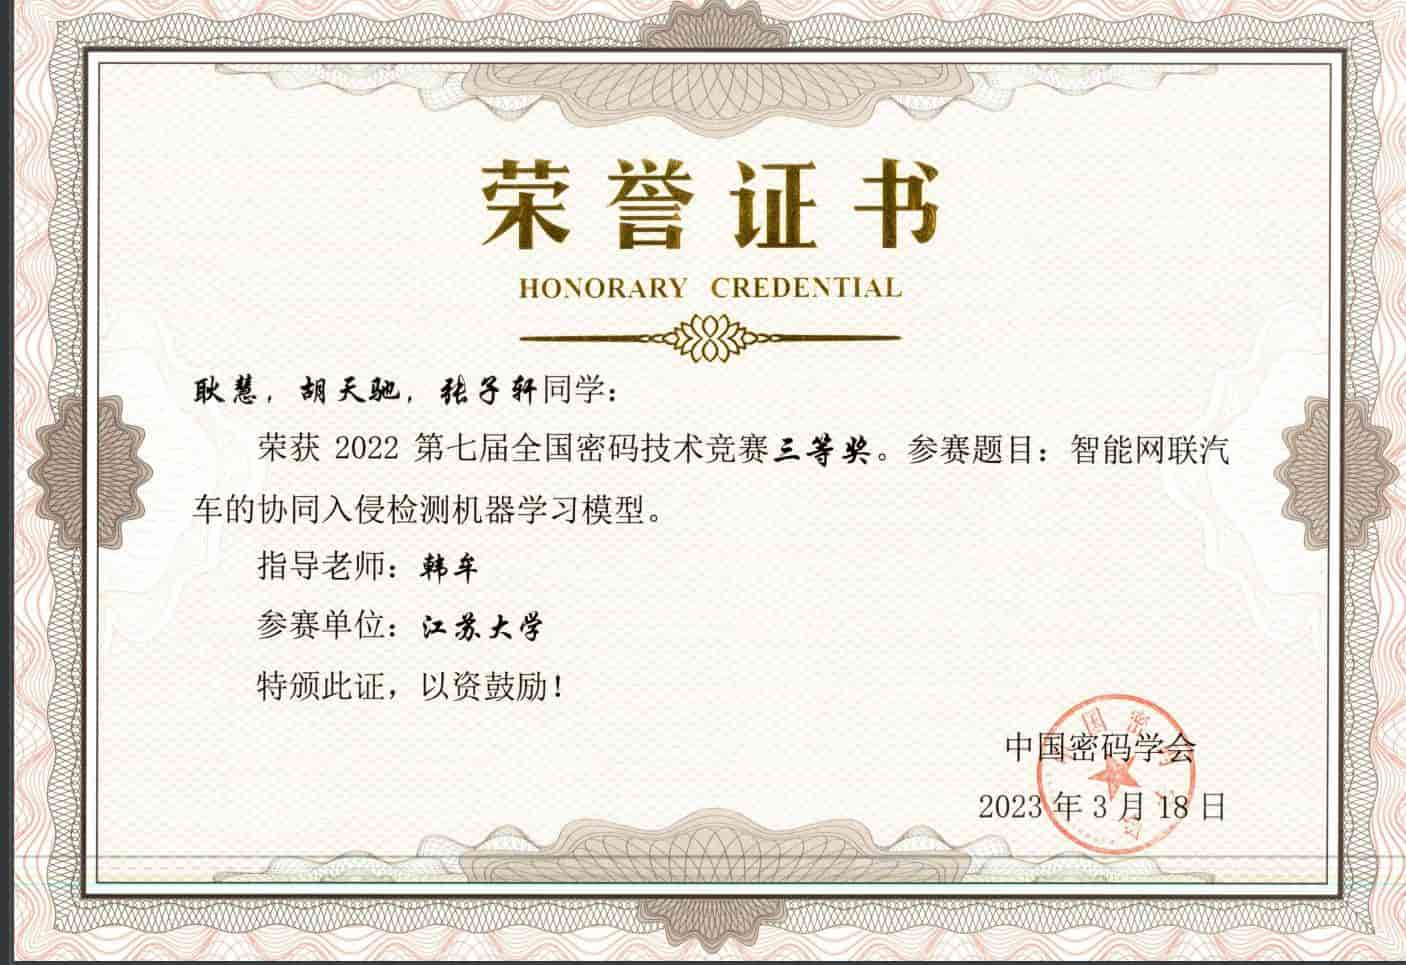 荣誉证书
HONORARY CREDENTIAL
耿慧，胡天驰，张子轩同学：
荣获 2022 第七届全国密码技术竞赛三等奖。参赛题目：智能网联汽
车的协同入侵检测机器学习模型。
指导老师：韩牟
参赛单位：江苏大学
特颁此证，以资鼓励！
中国密码学会
2023 年 3 月 18 日